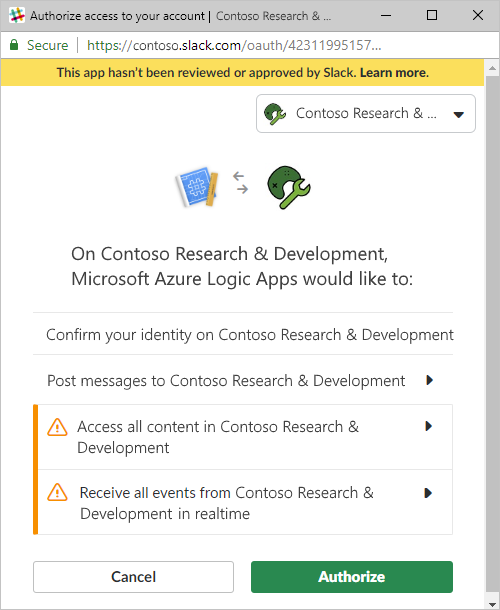 Authorize access to your account | Contoso Research & ...
Secure | https://contoso.slack.com/oauth/42311995157...
This app hasn't been reviewed or approved by Slack. Learn more.
Contoso Research & ...
On Contoso Research & Development,
Microsoft Azure Logic Apps would like to:
Confirm your identity on Contoso Research & Development
Post messages to Contoso Research & Development
Access all content in Contoso Research &
Development
Receive all events from Contoso Research &
Development in realtime
Cancel
Authorize